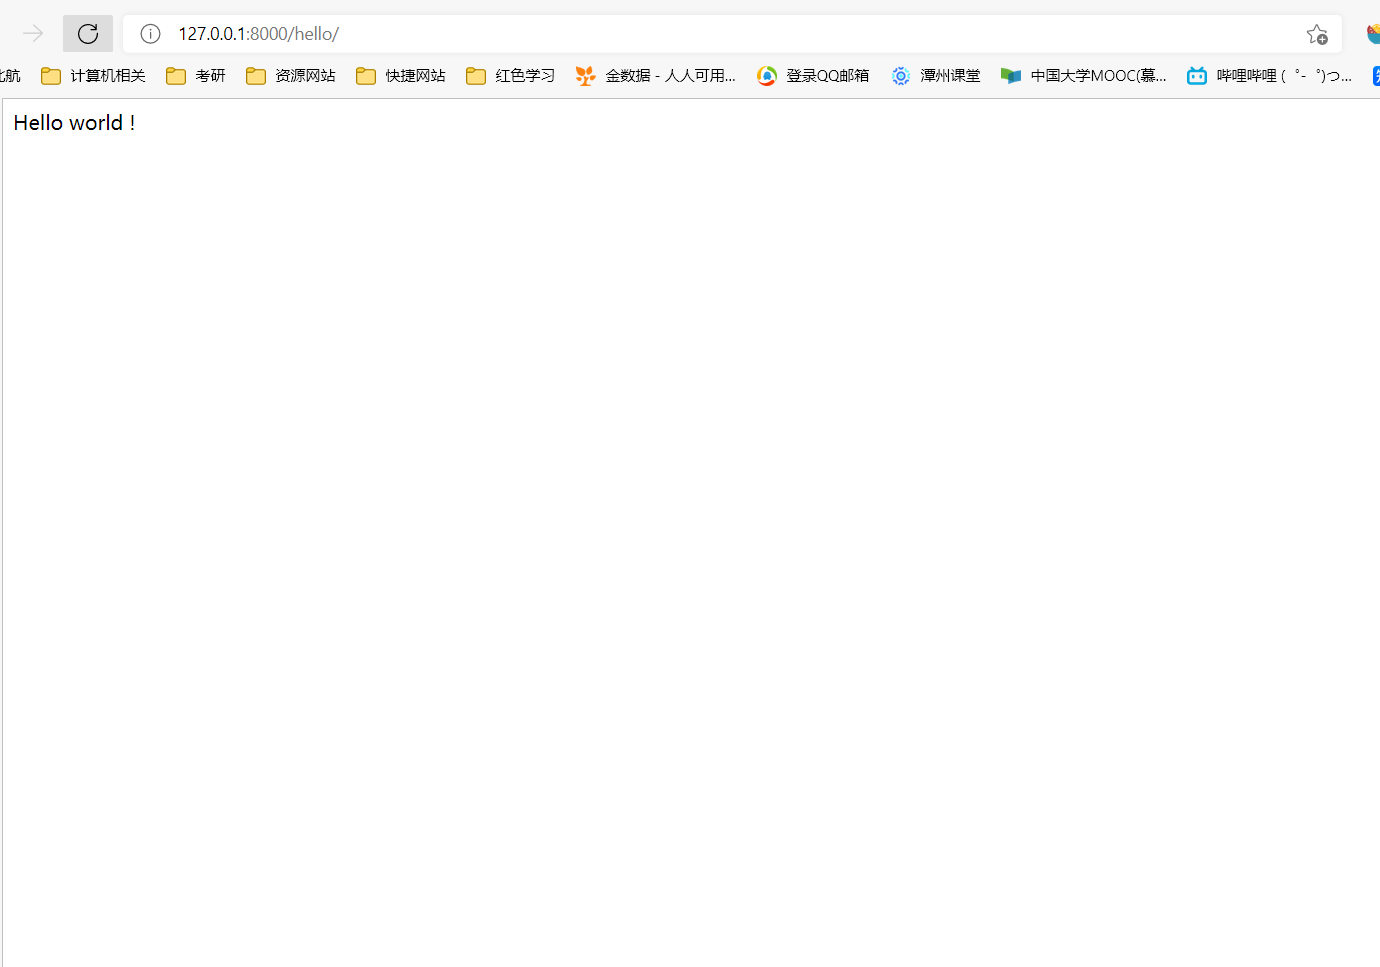 127.0.0.1:8000/hello/
航 计算机相关 考研 资源网站 快捷网站 红色学习 金数据 - 人人可用... 登录QQ邮箱 潭州课堂 中国大学MOOC(慕... 哔哩哔哩 ( ゜- ゜)つ...
Hello world !